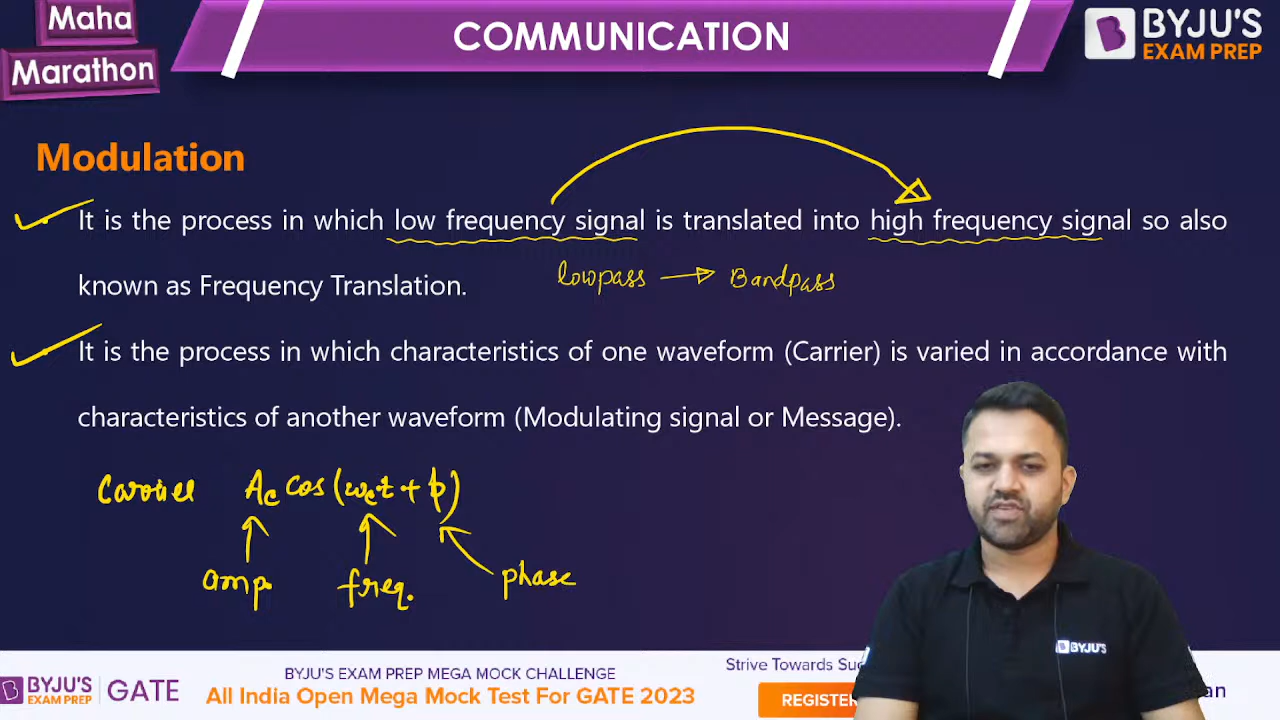 Maha
Marathon
COMMUNICATION
BYJU'S
EXAM PREP
Modulation
It is the process in which low frequency signal is translated into high frequency signal so also
known as Frequency Translation.
lowpass → Bandpass
It is the process in which characteristics of one waveform (Carrier) is varied in accordance with
characteristics of another waveform (Modulating signal or Message).
Carrier Ac Cos (ωct + φ)
amp. freq. phase
BYJU'S
BYJU'S
EXAM PREP
GATE
BYJU'S EXAM PREP MEGA MOCK CHALLENGE
All India Open Mega Mock Test For GATE 2023
Strive Towards
REGISTER